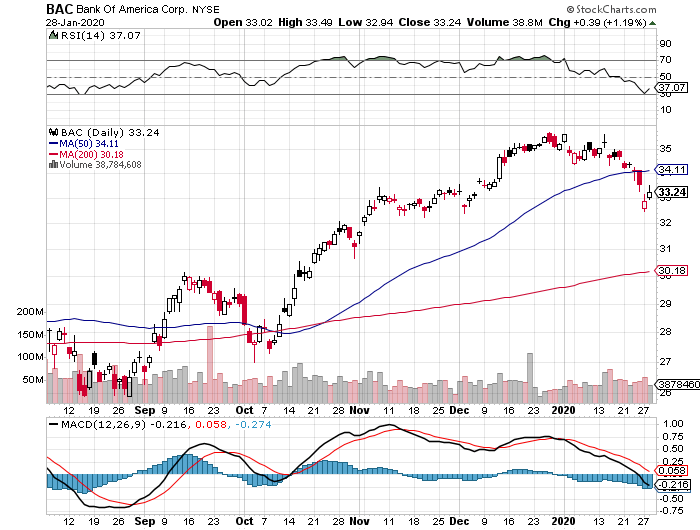 BAC Bank Of America Corp. NYSE © StockCharts.com
28-Jan-2020 Open 33.02 High 33.49 Low 32.94 Close 33.24 Volume 38.8M Chg +0.39 (+1.19%)
RSI(14) 37.07
90
70
50
37.07
30
10
BAC (Daily) 33.24
MA(50) 34.11
MA(200) 30.18
Volume 38,784,608
35
34.11
33.24
33
32
31
30.18
29
200M
28
150M
100M
27
50M
38784608
26
12 19 26 Sep 9 16 23 Oct 7 14 21 28 Nov 11 18 25 Dec 9 16 23 2020 13 21 27
MACD(12,26,9) -0.216, 0.058, -0.274
1.00
0.75
0.50
0.25
0.058
-0.216
-0.50
-0.75
12 19 26 Sep 9 16 23 Oct 7 14 21 28 Nov 11 18 25 Dec 9 16 23 2020 13 21 27